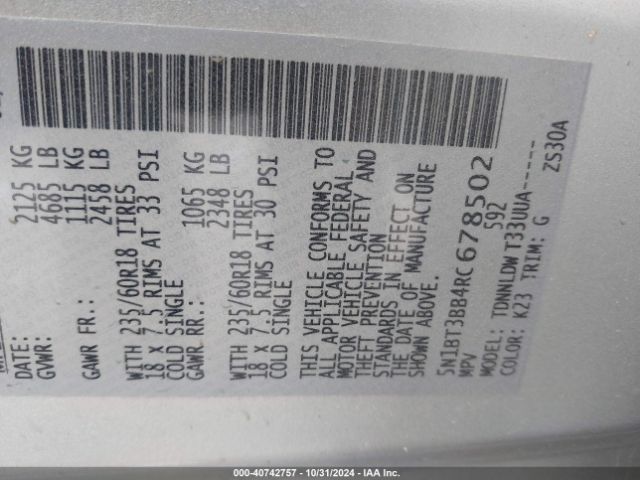 DATE:
GVWR: 2125 KG
4685 LB
GAWR FR.: 1115 KG
2458 LB
WITH 235/60R18 TIRES
18 X 7.5 RIMS AT 33 PSI
COLD SINGLE
GAWR RR.: 1065 KG
2348 LB
WITH 235/60R18 TIRES
18 X 7.5 RIMS AT 30 PSI
COLD SINGLE
THIS VEHICLE CONFORMS TO
ALL APPLICABLE FEDERAL
MOTOR VEHICLE SAFETY AND
THEFT PREVENTION
STANDARDS IN EFFECT ON
THE DATE OF MANUFACTURE
SHOWN ABOVE.
5N1BT3BB4RC678502
MPV 592
MODEL: TDNNLDW T33UUA-----
COLOR: K23 TRIM: G ZS30A
000-40742757 - 10/31/2024 - IAA Inc.